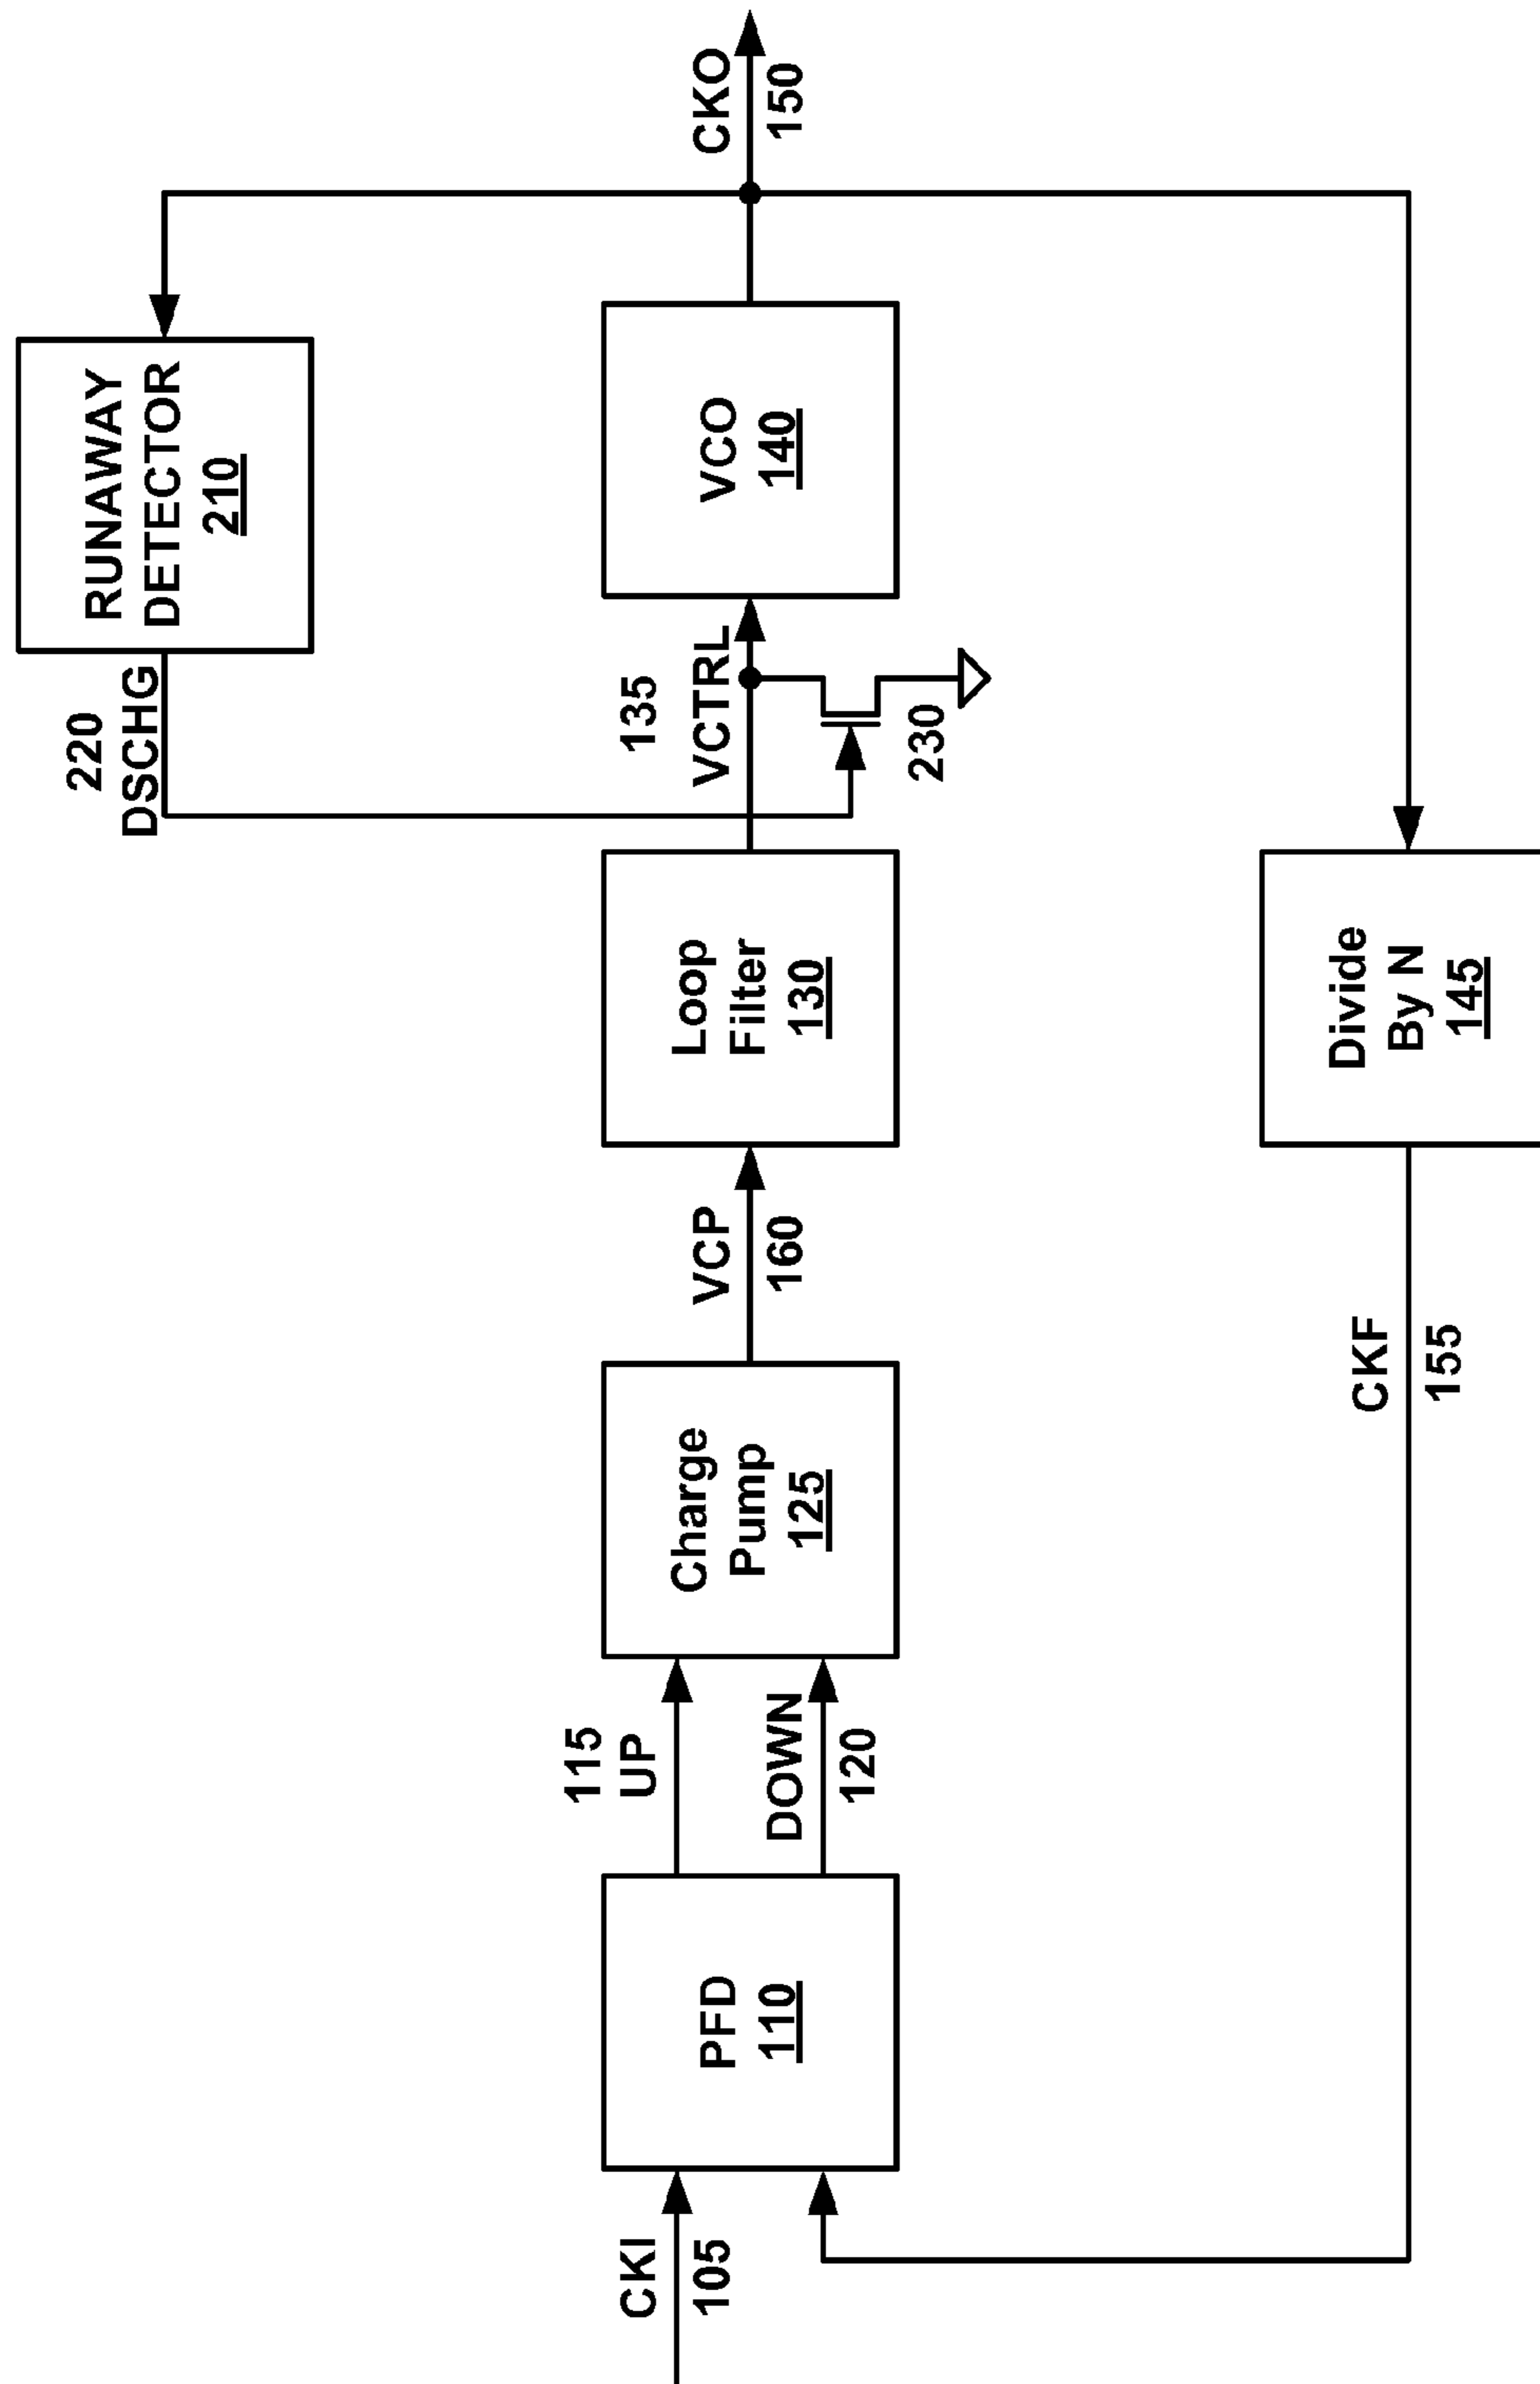 RUNAWAY
DETECTOR
210
220
DSCHG
CKI
105
PFD
110
115
UP
DOWN
120
Charge
Pump
125
VCP
160
Loop
Filter
130
135
VCTRL
230
VCO
140
CKO
150
CKF
155
Divide
By N
145